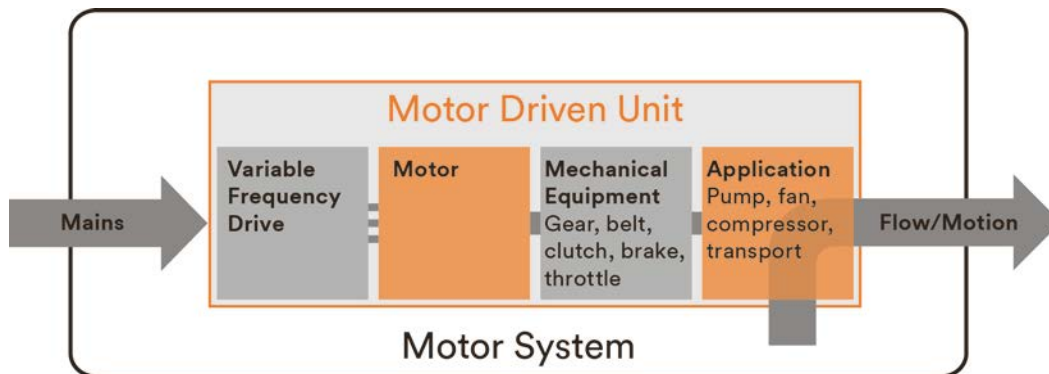 Motor Driven Unit
Variable
Frequency
Drive
Motor
Mechanical
Equipment
Gear, belt,
clutch, brake,
throttle
Application
Pump, fan,
compressor,
transport
Mains
Flow/Motion
Motor System